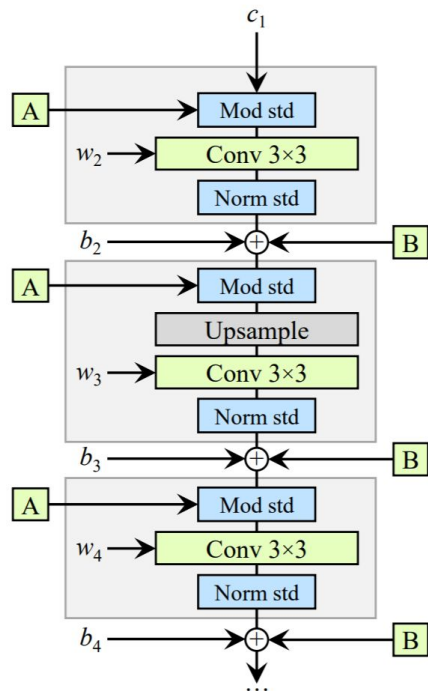 c₁
A
Mod std
w₂
Conv 3×3
Norm std
b₂
+
B
A
Mod std
Upsample
w₃
Conv 3×3
Norm std
b₃
+
B
A
Mod std
w₄
Conv 3×3
Norm std
b₄
+
B
...